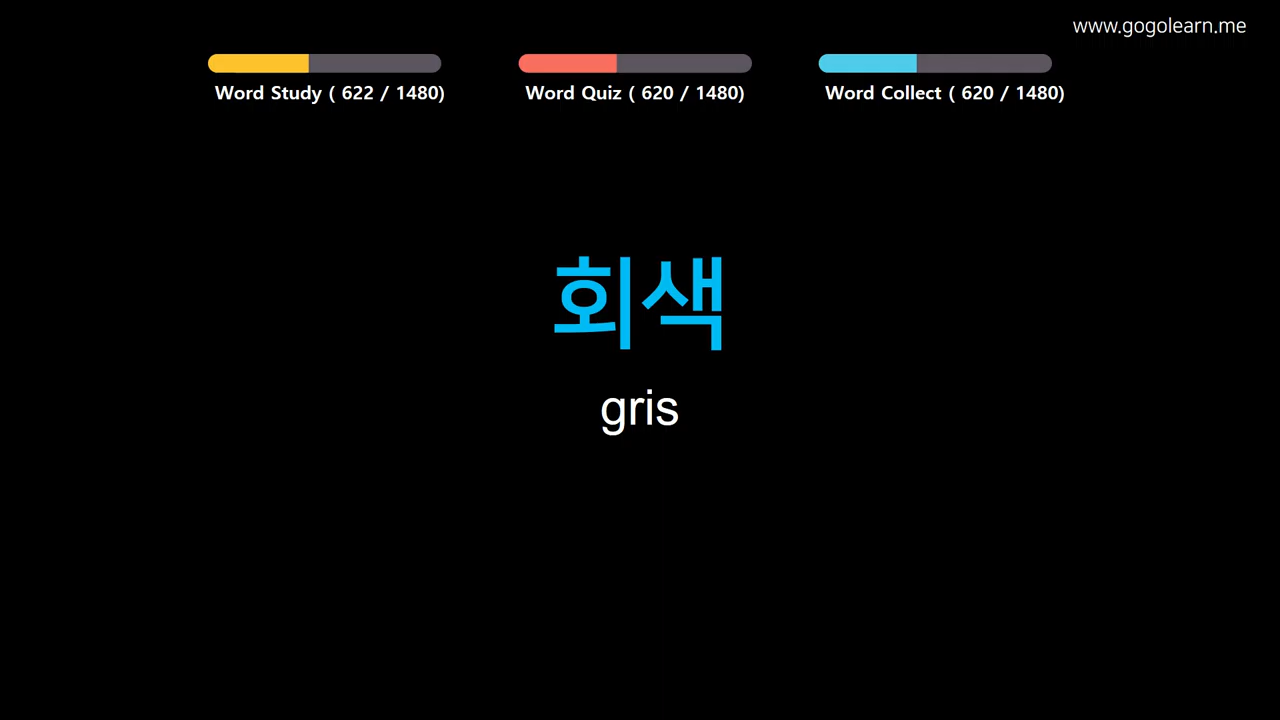 www.gogolearn.me
Word Study ( 622 / 1480)
Word Quiz ( 620 / 1480)
Word Collect ( 620 / 1480)
회색
gris